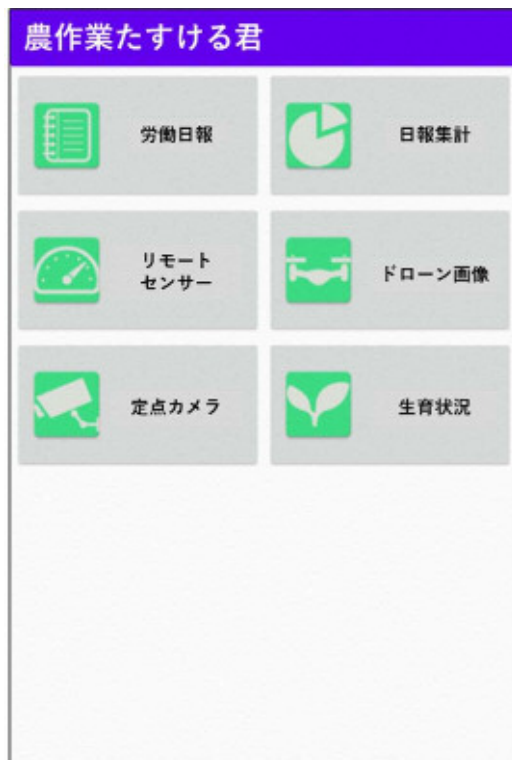 農作業たすける君
労働日報
日報集計
リモート
センサー
ドローン画像
定点カメラ
生育状況